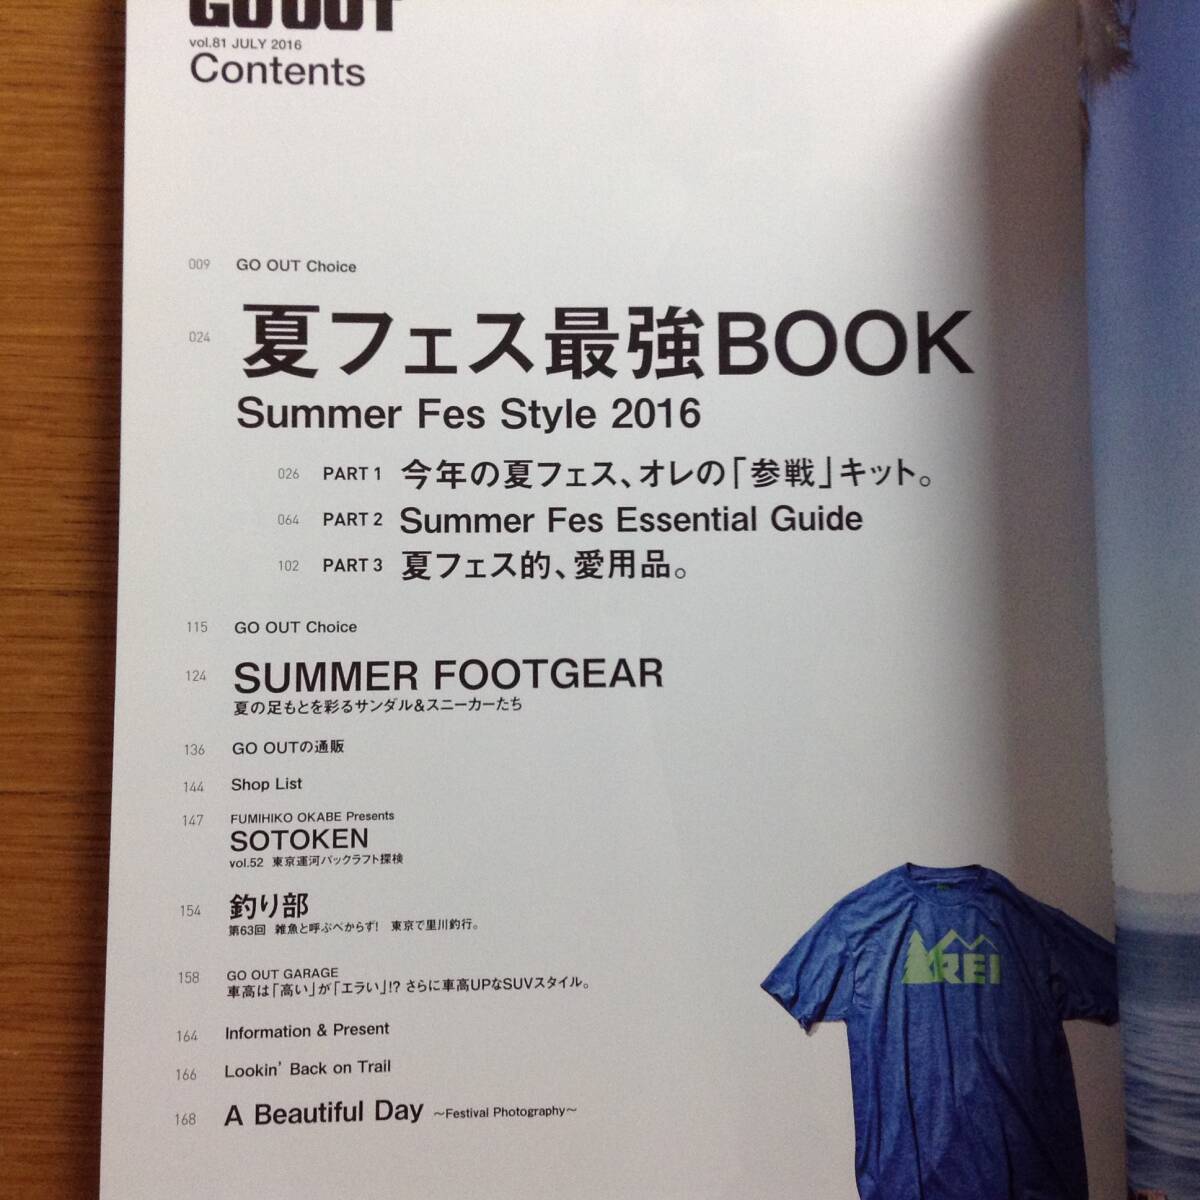 GO OUT
vol.81 JULY 2016
Contents
009 GO OUT Choice
024 夏フェス最強BOOK
Summer Fes Style 2016
026 PART 1 今年の夏フェス、オレの「参戦」キット。
064 PART 2 Summer Fes Essential Guide
102 PART 3 夏フェス的、愛用品。
115 GO OUT Choice
124 SUMMER FOOTGEAR
夏の足もとを彩るサンダル&スニーカーたち
136 GO OUTの通販
144 Shop List
147 FUMIHIKO OKABE Presents
SOTOKEN
vol.52 東京運河パックラフト探検
154 釣り部
第63回 雑魚と呼ぶべからず! 東京で里川釣行。
158 GO OUT GARAGE
車高は「高い」が「エラい」!? さらに車高UPなSUVスタイル。
164 Information & Present
166 Lookin' Back on Trail
168 A Beautiful Day ～Festival Photography～
REI